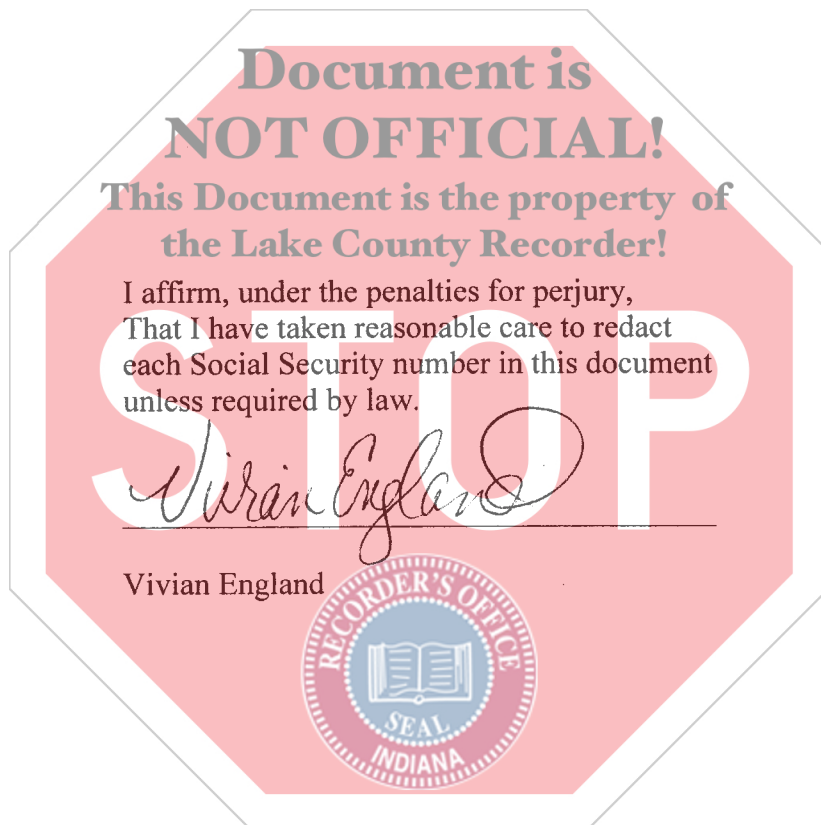 Document is
NOT OFFICIAL!
This Document is the property of
the Lake County Recorder!
I affirm, under the penalties for perjury,
That I have taken reasonable care to redact
each Social Security number in this document
unless required by law.
STOP
Vivian England
Vivian England
RECORDER'S OFFICE
SEAL
INDIANA